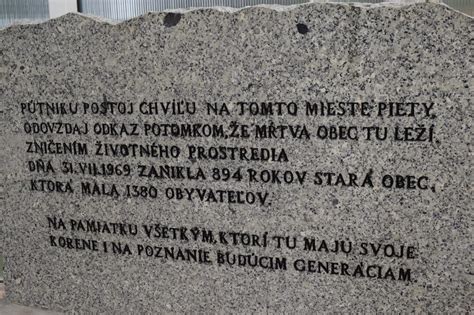 PÚTNIKU POSTOJ CHVÍĽU NA TOMTO MIESTE PIETY,
ODOVZDAJ ODKAZ POTOMKOM, ŽE MŔTVA OBEC TU LEŽÍ.
ZNIČENÍM ŽIVOTNÉHO PROSTREDIA
DŇA 31.VII.1969 ZANIKLA 894 ROKOV STARÁ OBEC,
KTORÁ MALA 1380 OBYVATEĽOV.
NA PAMIATKU VŠETKÝM, KTORÍ TU MAJÚ SVOJE
KORENE I NA POZNANIE BUDÚCIM GENERÁCIAM.